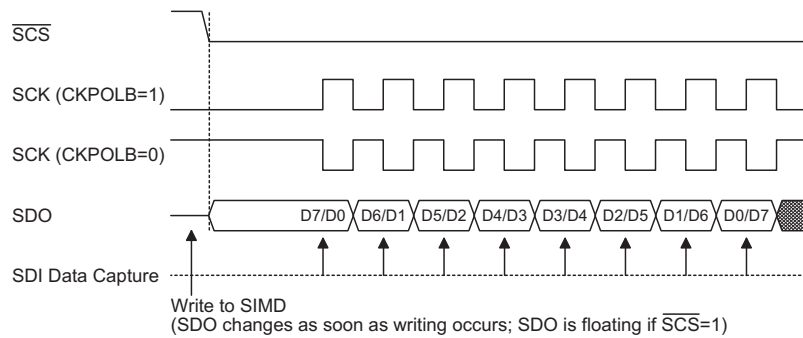 SCS
SCK (CKPOLB=1)
SCK (CKPOLB=0)
SDO D7/D0 D6/D1 D5/D2 D4/D3 D3/D4 D2/D5 D1/D6 D0/D7
SDI Data Capture
Write to SIMD
(SDO changes as soon as writing occurs; SDO is floating if SCS=1)